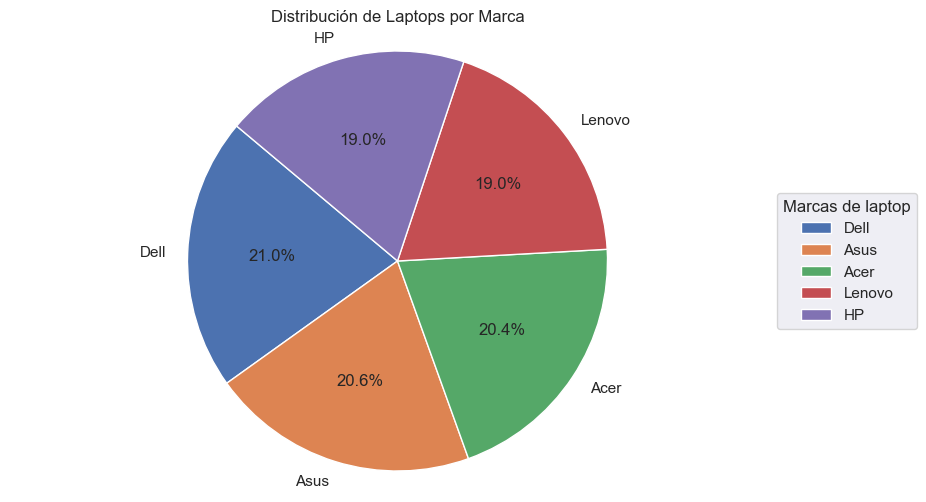 Distribución de Laptops por Marca
HP
Lenovo
19.0%
19.0%
Dell
21.0%
20.4%
20.6%
Acer
Asus
Marcas de laptop
Dell
Asus
Acer
Lenovo
HP